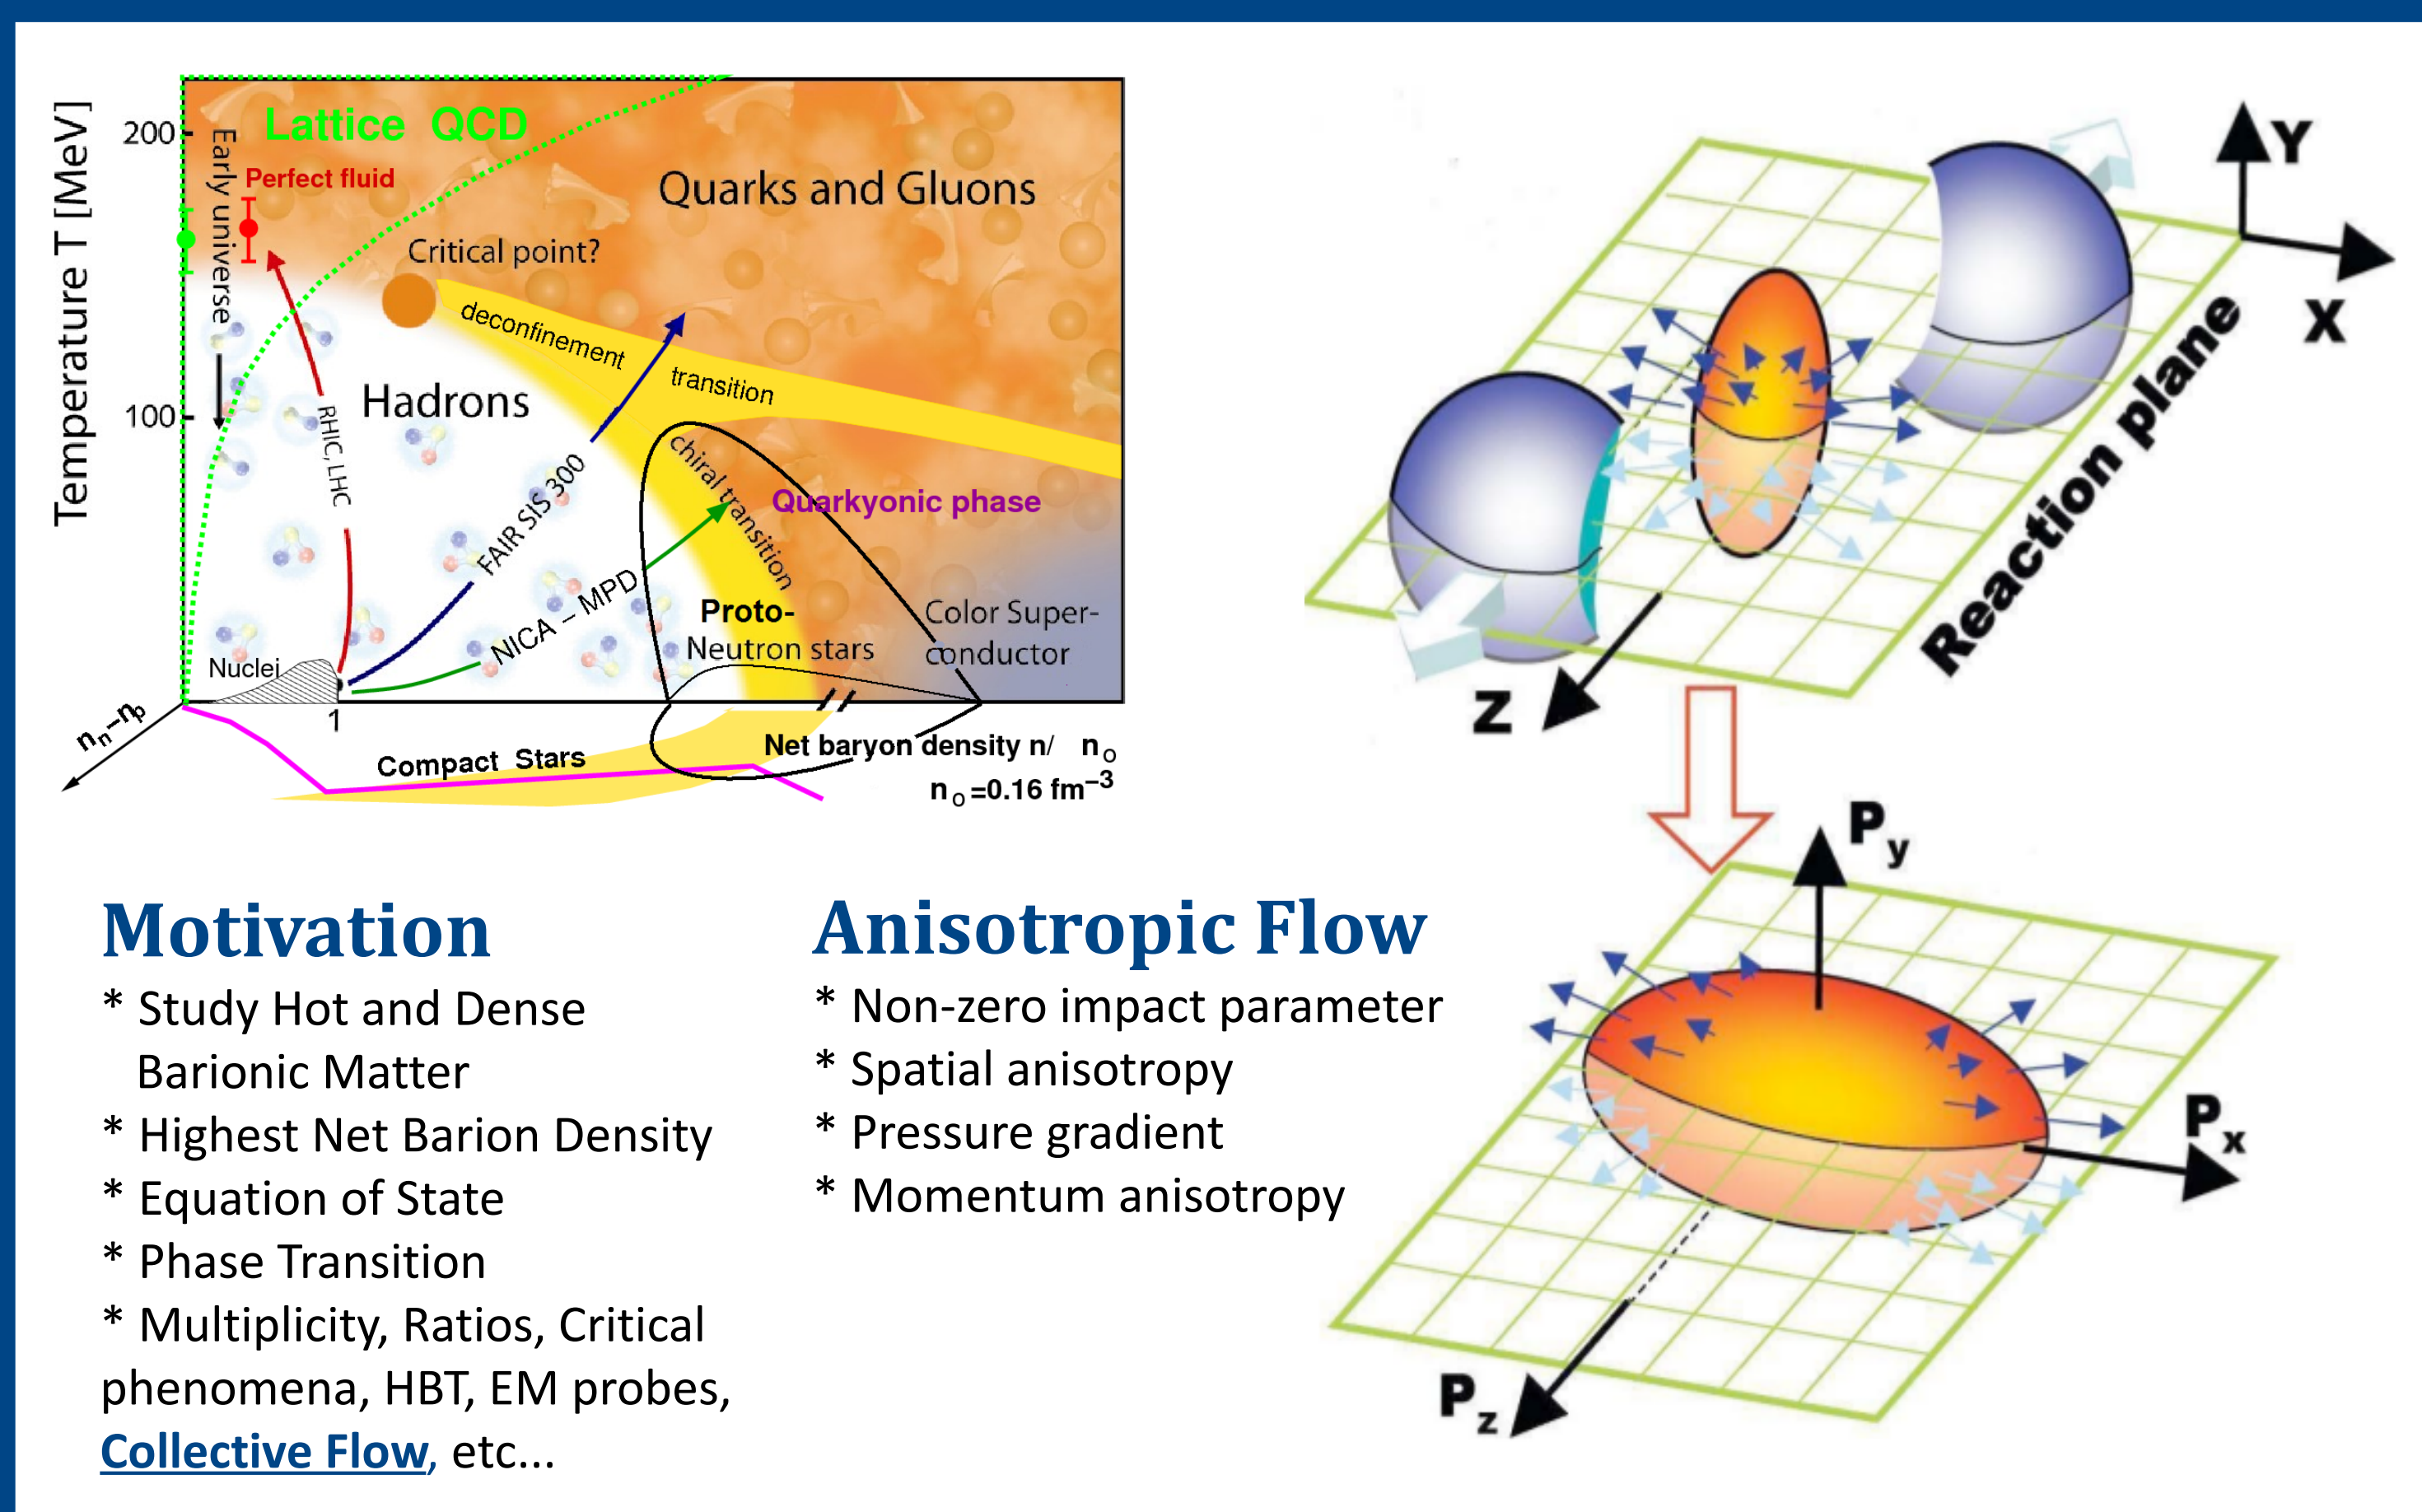 Temperature T [MeV]
200
100
Lattice QCD
Early universe
Perfect fluid
Quarks and Gluons
Critical point?
deconfinement transition
Hadrons
RHIC, LHC
FAIR SIS 300
chiral transition
Quarkyonic phase
NICA – MPD
Proto-
Neutron stars
Color Super-
conductor
Nuclei
1
nn–np
Compact Stars
Net baryon density n/ no
no=0.16 fm–3
Y
X
Z
Reaction plane
Py
Px
Pz
Motivation
* Study Hot and Dense
Barionic Matter
* Highest Net Barion Density
* Equation of State
* Phase Transition
* Multiplicity, Ratios, Critical
phenomena, HBT, EM probes,
Collective Flow, etc...
Anisotropic Flow
* Non-zero impact parameter
* Spatial anisotropy
* Pressure gradient
* Momentum anisotropy